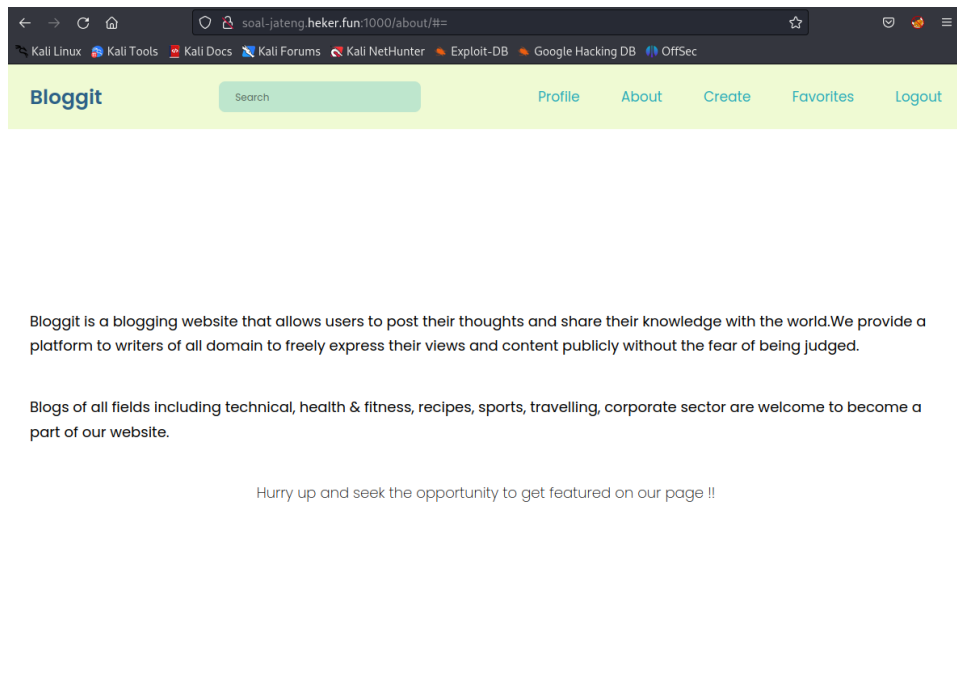 soal-jateng.heker.fun:1000/about/#=
Kali Linux Kali Tools Kali Docs Kali Forums Kali NetHunter Exploit-DB Google Hacking DB OffSec
Bloggit Search Profile About Create Favorites Logout
Bloggit is a blogging website that allows users to post their thoughts and share their knowledge with the world.We provide a
platform to writers of all domain to freely express their views and content publicly without the fear of being judged.
Blogs of all fields including technical, health & fitness, recipes, sports, travelling, corporate sector are welcome to become a
part of our website.
Hurry up and seek the opportunity to get featured on our page !!